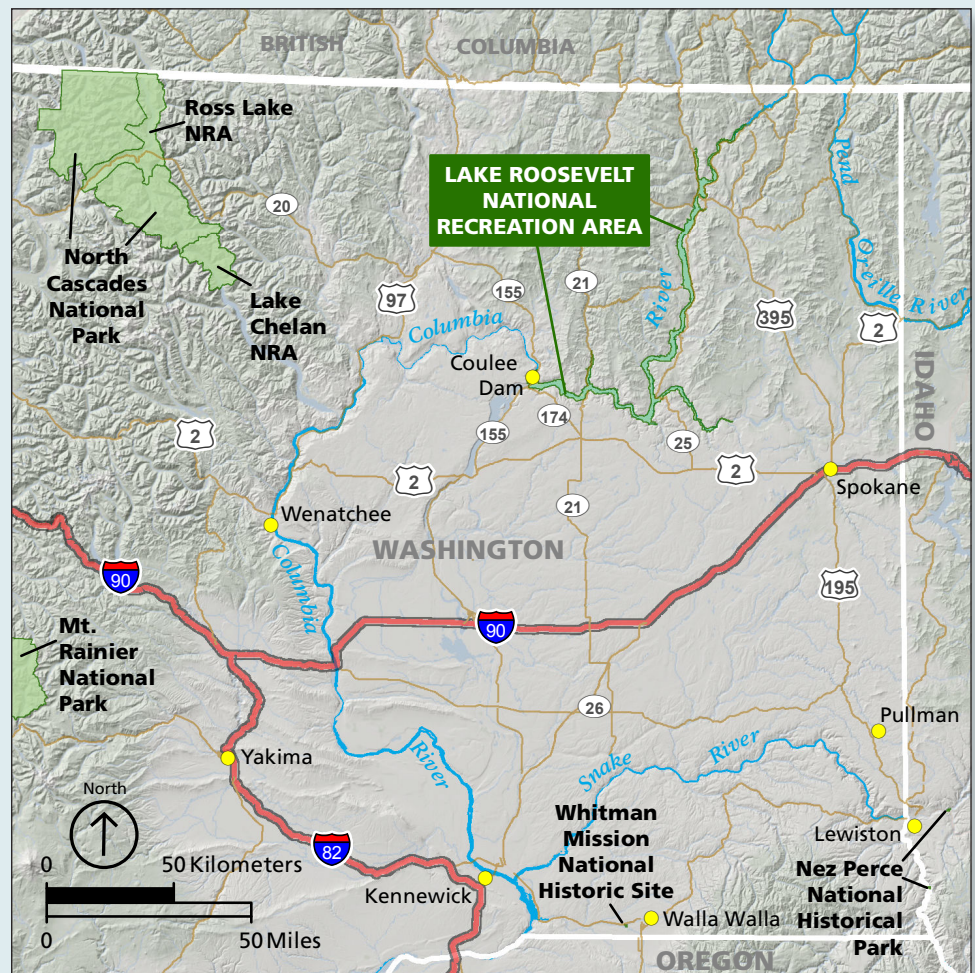 BRITISH COLUMBIA
Ross Lake
NRA
LAKE ROOSEVELT
NATIONAL
RECREATION AREA
Pend
Oreille River
20
North
Cascades
National
Park
Lake
Chelan
NRA
97
155
21
River
395
2
Columbia
Coulee
Dam
IDAHO
174
2
155
25
2
2
Spokane
21
Wenatchee
WASHINGTON
Columbia
90
195
90
Mt.
Rainier
National
Park
26
Pullman
River
Yakima
Snake
River
North
Whitman
Mission
National
Historic Site
Lewiston
82
0
50 Kilometers
Kennewick
Nez Perce
National
Historical
Park
Walla Walla
0
50 Miles
OREGON